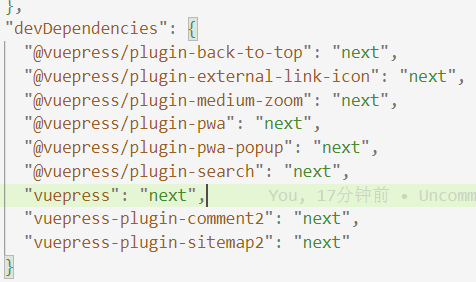 },
"devDependencies": {
"@vuepress/plugin-back-to-top": "next",
"@vuepress/plugin-external-link-icon": "next",
"@vuepress/plugin-medium-zoom": "next",
"@vuepress/plugin-pwa": "next",
"@vuepress/plugin-pwa-popup": "next",
"@vuepress/plugin-search": "next",
"vuepress": "next", You, 17分钟前 • Uncomm
"vuepress-plugin-comment2": "next",
"vuepress-plugin-sitemap2": "next"
}